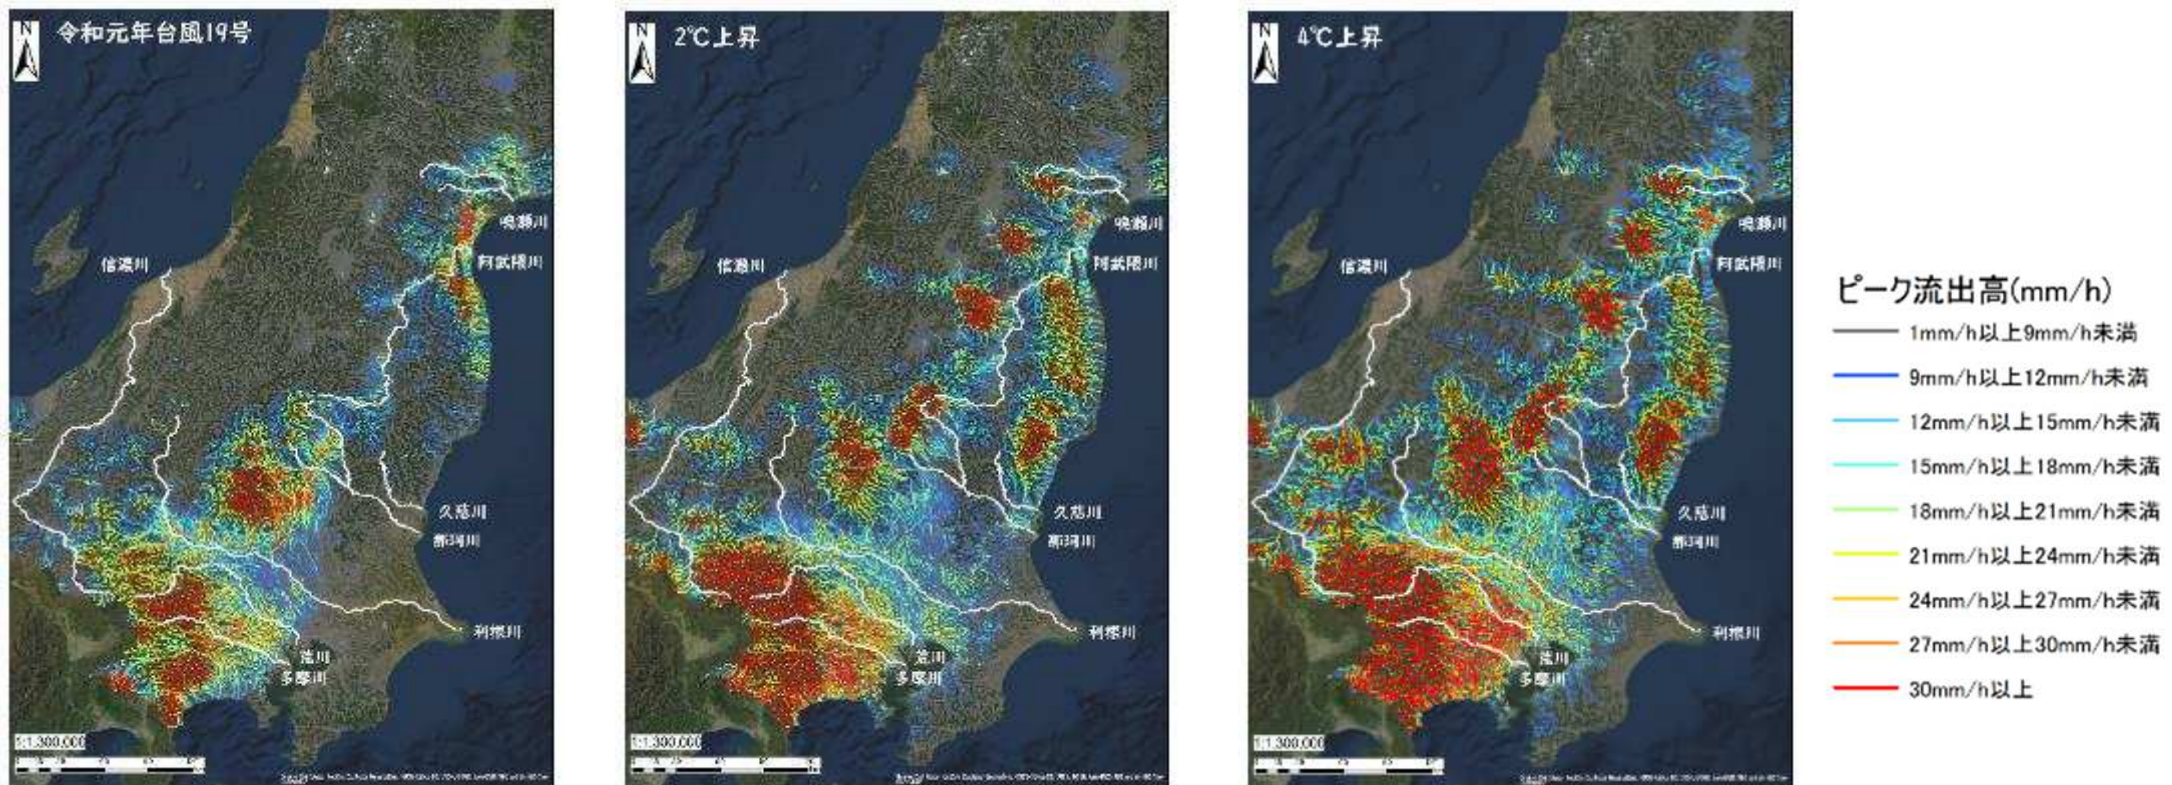 N
令和元年台風19号
鳴瀬川
阿武隈川
信濃川
久慈川
那珂川
利根川
荒川
多摩川
1:1,300,000
N
2℃上昇
鳴瀬川
阿武隈川
信濃川
久慈川
那珂川
利根川
荒川
多摩川
1:1,300,000
N
4℃上昇
鳴瀬川
阿武隈川
信濃川
久慈川
那珂川
利根川
荒川
多摩川
1:1,300,000
ピーク流出高(mm/h)
1mm/h以上9mm/h未満
9mm/h以上12mm/h未満
12mm/h以上15mm/h未満
15mm/h以上18mm/h未満
18mm/h以上21mm/h未満
21mm/h以上24mm/h未満
24mm/h以上27mm/h未満
27mm/h以上30mm/h未満
30mm/h以上